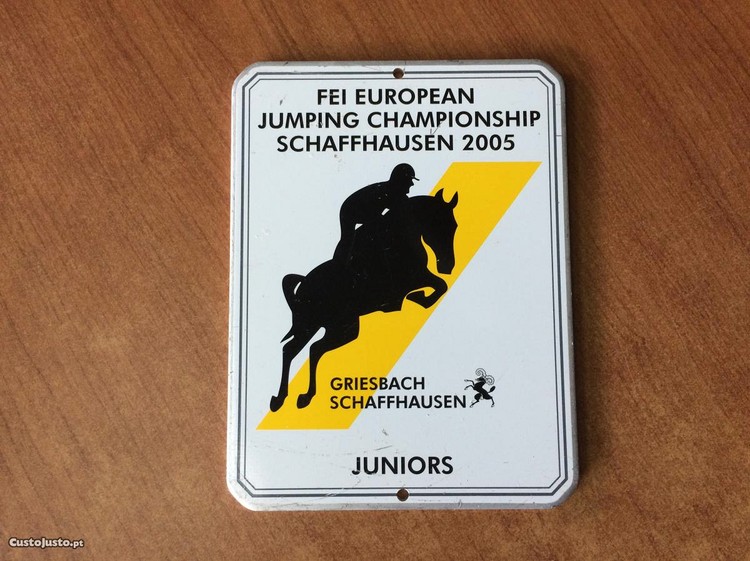 FEI EUROPEAN
JUMPING CHAMPIONSHIP
SCHAFFHAUSEN 2005
GRIESBACH
SCHAFFHAUSEN
JUNIORS
CustoJusto.pt